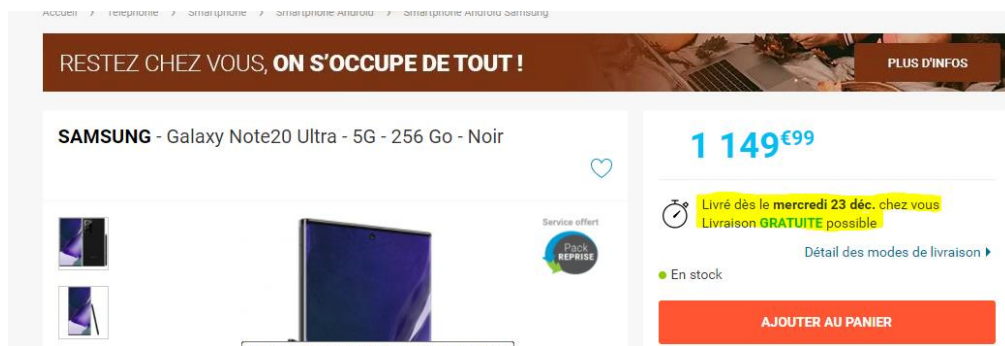 Accueil > Téléphonie > Smartphone > Smartphone Android > Smartphone Android Samsung
RESTEZ CHEZ VOUS, ON S'OCCUPE DE TOUT !
PLUS D'INFOS
SAMSUNG - Galaxy Note20 Ultra - 5G - 256 Go - Noir
Service offert
Pack
REPRISE
1 149€99
Livré dès le mercredi 23 déc. chez vous
Livraison GRATUITE possible
Détail des modes de livraison
En stock
AJOUTER AU PANIER